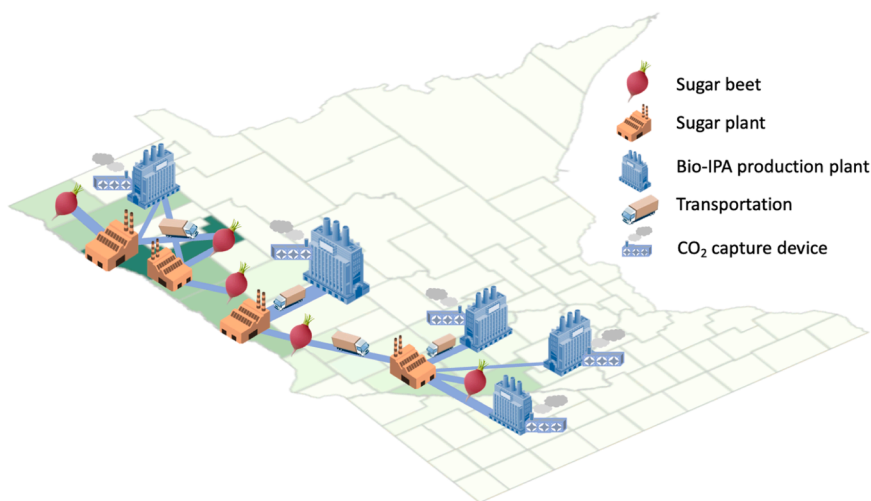 Sugar beet
Sugar plant
Bio-IPA production plant
Transportation
CO₂ capture device